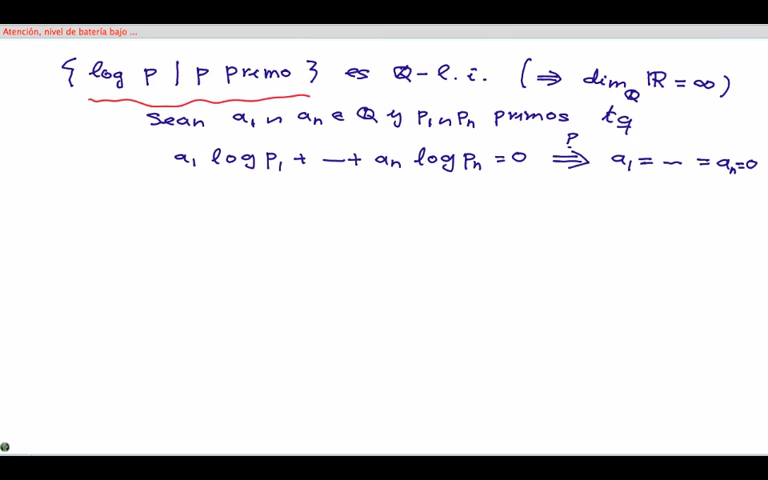 Atención, nivel de batería bajo ...
{ log p | p primo } es ℚ - l. i. ( ⇒ dim_ℚ ℝ = ∞ )
Sean a₁ ~ aₙ ∈ ℚ y p₁ ~ pₙ primos tq
a₁ log p₁ + — + aₙ log pₙ = 0 ?⇒ a₁ = ~ = aₙ = 0